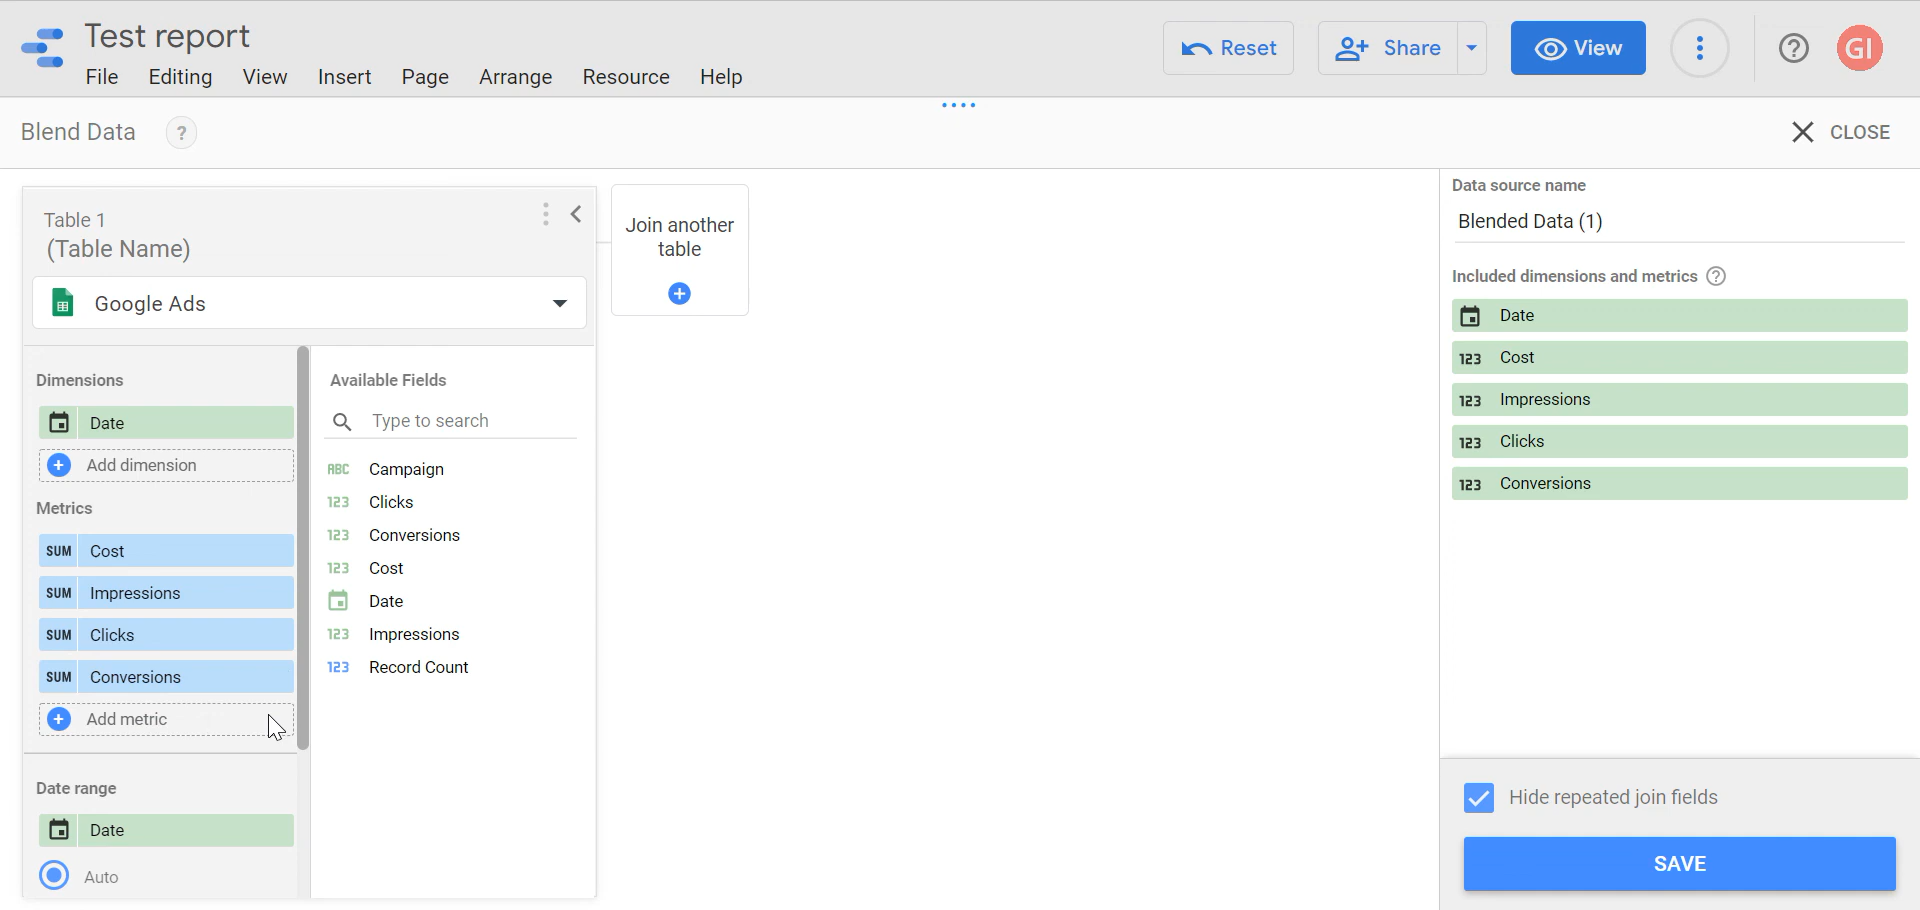 Test report
File Editing View Insert Page Arrange Resource Help
Reset
Share
View
GI
Blend Data ?
CLOSE
Table 1
(Table Name)
Google Ads
Dimensions
Date
Add dimension
Metrics
SUM Cost
SUM Impressions
SUM Clicks
SUM Conversions
Add metric
Date range
Date
Auto
Available Fields
Type to search
ABC Campaign
123 Clicks
123 Conversions
123 Cost
Date
123 Impressions
123 Record Count
Join another
table
Data source name
Blended Data (1)
Included dimensions and metrics ?
Date
123 Cost
123 Impressions
123 Clicks
123 Conversions
Hide repeated join fields
SAVE